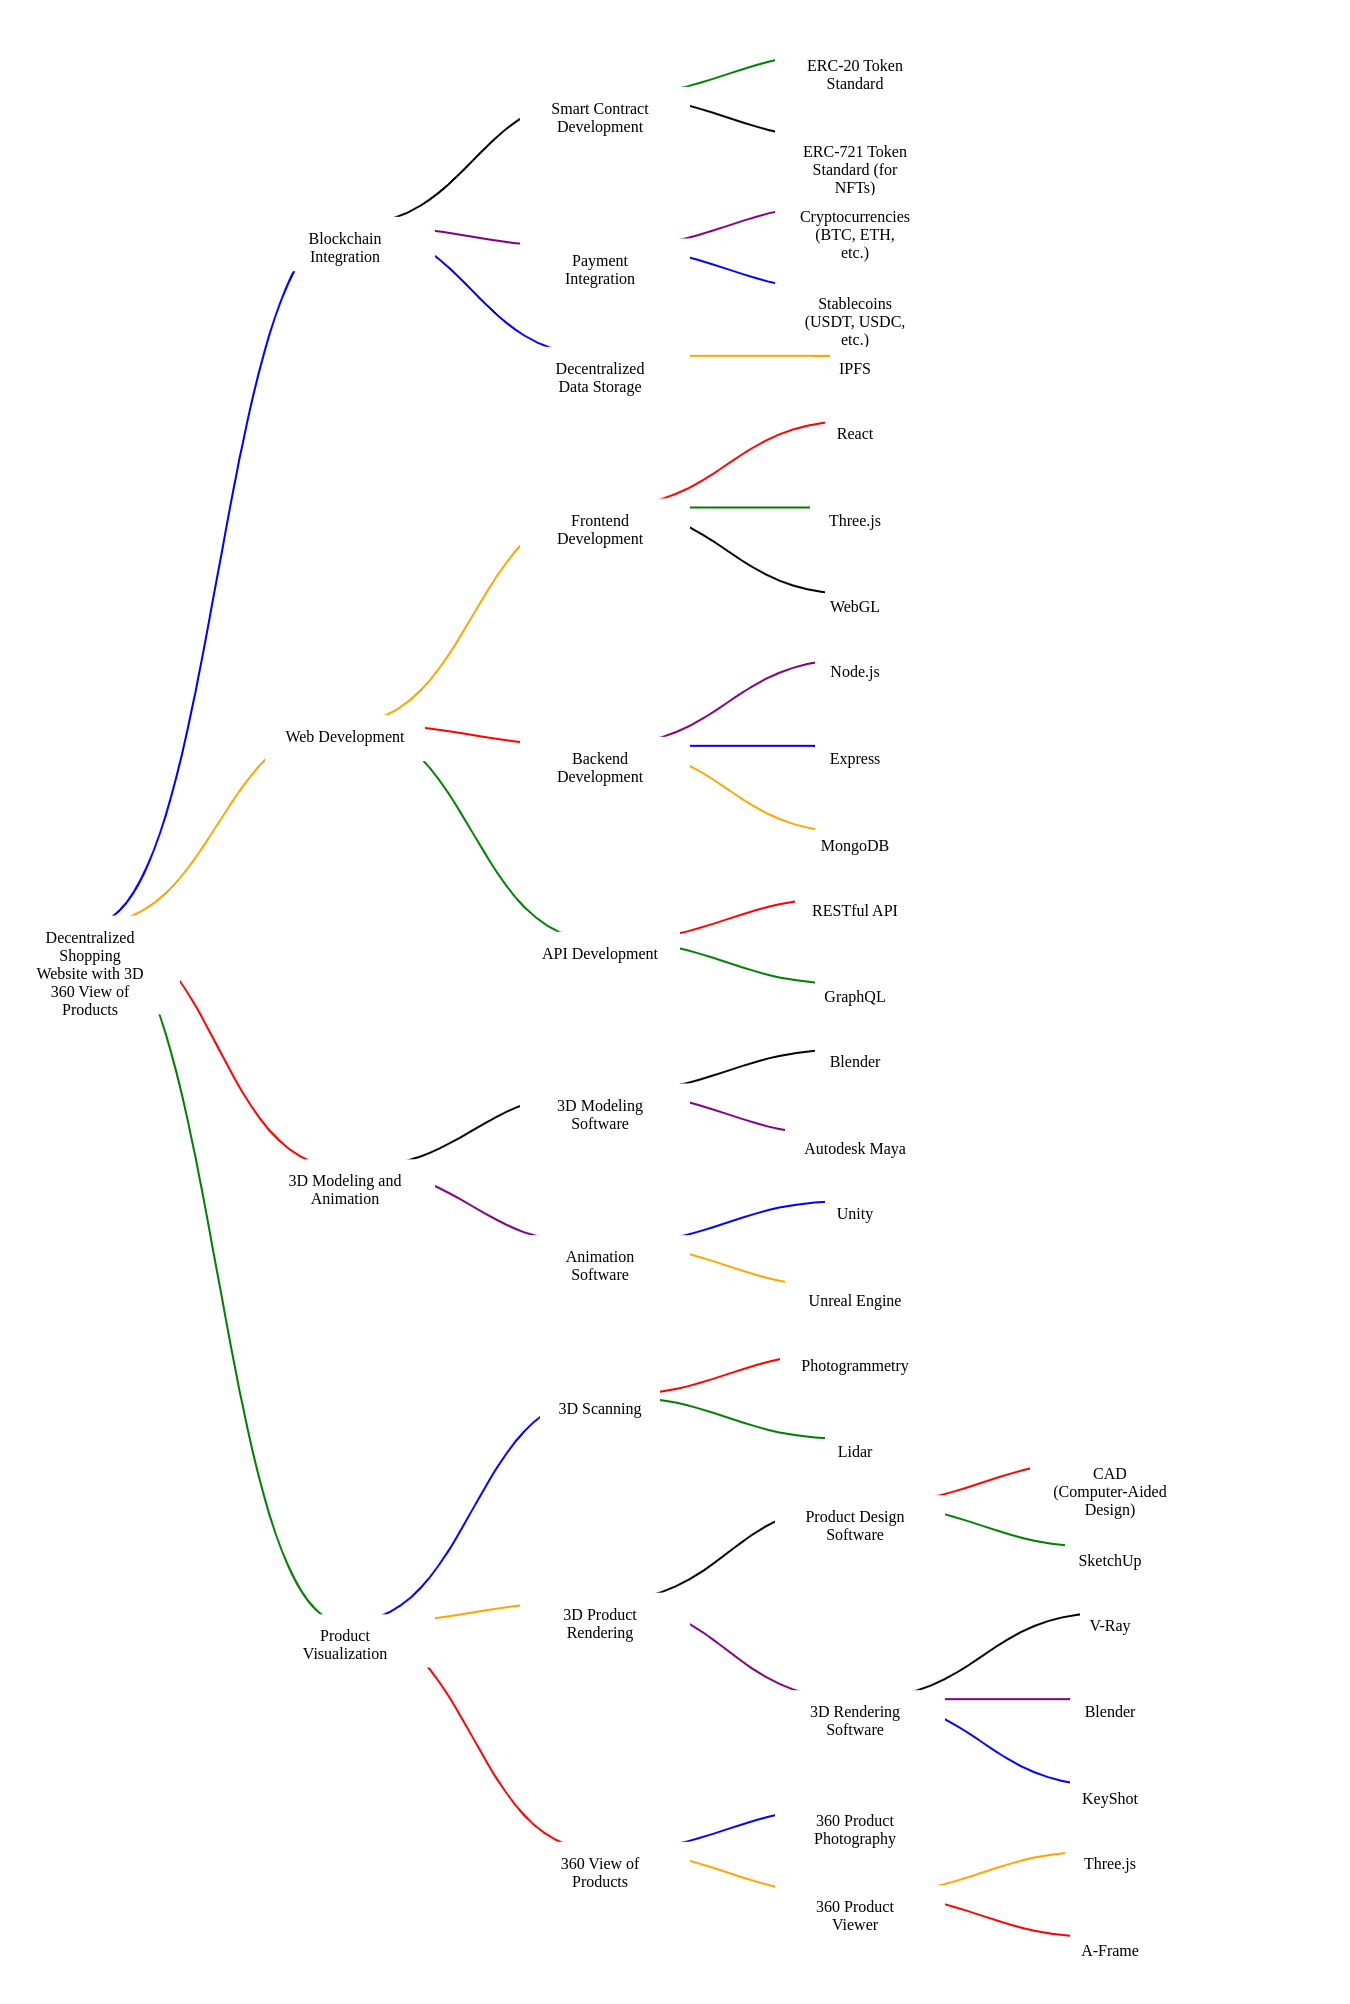 ERC-20 Token
Standard
Smart Contract
Development
ERC-721 Token
Standard (for
NFTs)
Blockchain
Integration
Cryptocurrencies
(BTC, ETH,
etc.)
Payment
Integration
Stablecoins
(USDT, USDC,
etc.)
Decentralized
Data Storage
IPFS
React
Frontend
Development
Three.js
WebGL
Node.js
Web Development
Backend
Development
Express
MongoDB
RESTful API
API Development
GraphQL
Decentralized
Shopping
Website with 3D
360 View of
Products
Blender
3D Modeling
Software
Autodesk Maya
3D Modeling and
Animation
Unity
Animation
Software
Unreal Engine
Photogrammetry
3D Scanning
Lidar
CAD
(Computer-Aided
Design)
Product Design
Software
SketchUp
3D Product
Rendering
Product
Visualization
V-Ray
3D Rendering
Software
Blender
KeyShot
360 Product
Photography
360 View of
Products
Three.js
360 Product
Viewer
A-Frame